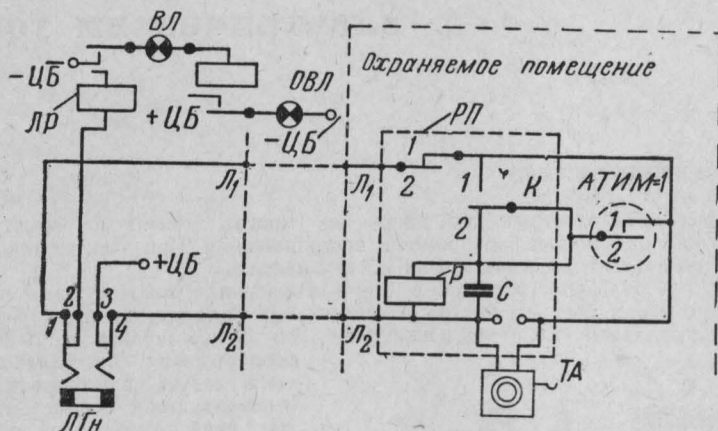 ВЛ
-ЦБ
ЛР
+ЦБ
ОВЛ
-ЦБ
Охраняемое помещение
РП
Л₁
Л₁
1
2
1
К
2
АТИМ=1
1
2
Р
С
+ЦБ
1
2
3
4
Л₂
Л₂
ЛГн
ТА